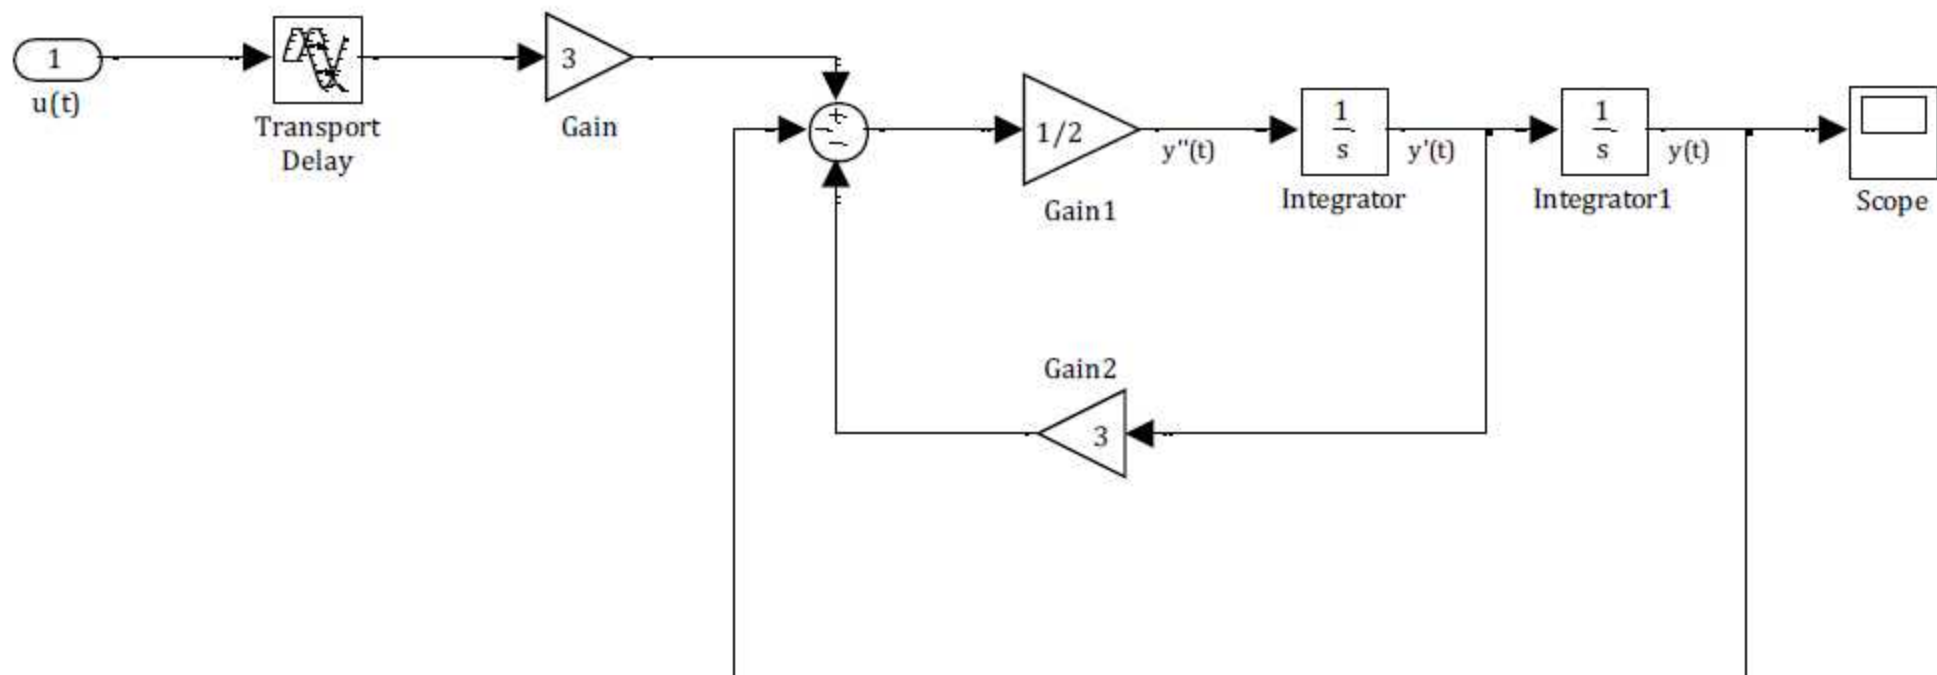 1
u(t)
Transport
Delay
3
Gain
+
−
−
1/2
Gain1
y''(t)
1
s
Integrator
y'(t)
1
s
Integrator1
y(t)
Scope
Gain2
3